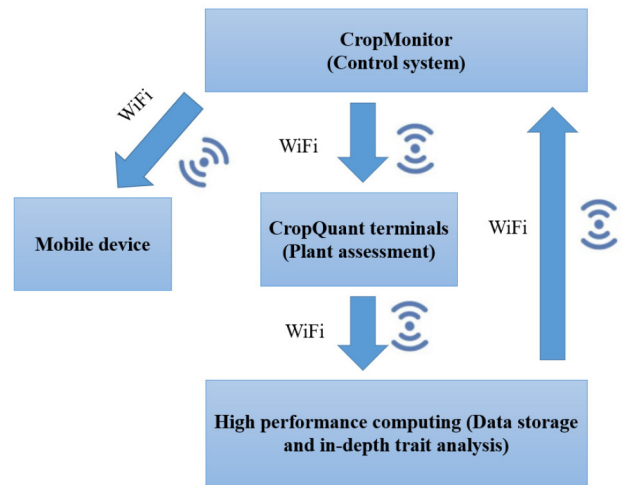 CropMonitor
(Control system)
WiFi
WiFi
CropQuant terminals
(Plant assessment)
Mobile device
WiFi
WiFi
High performance computing (Data storage
and in-depth trait analysis)